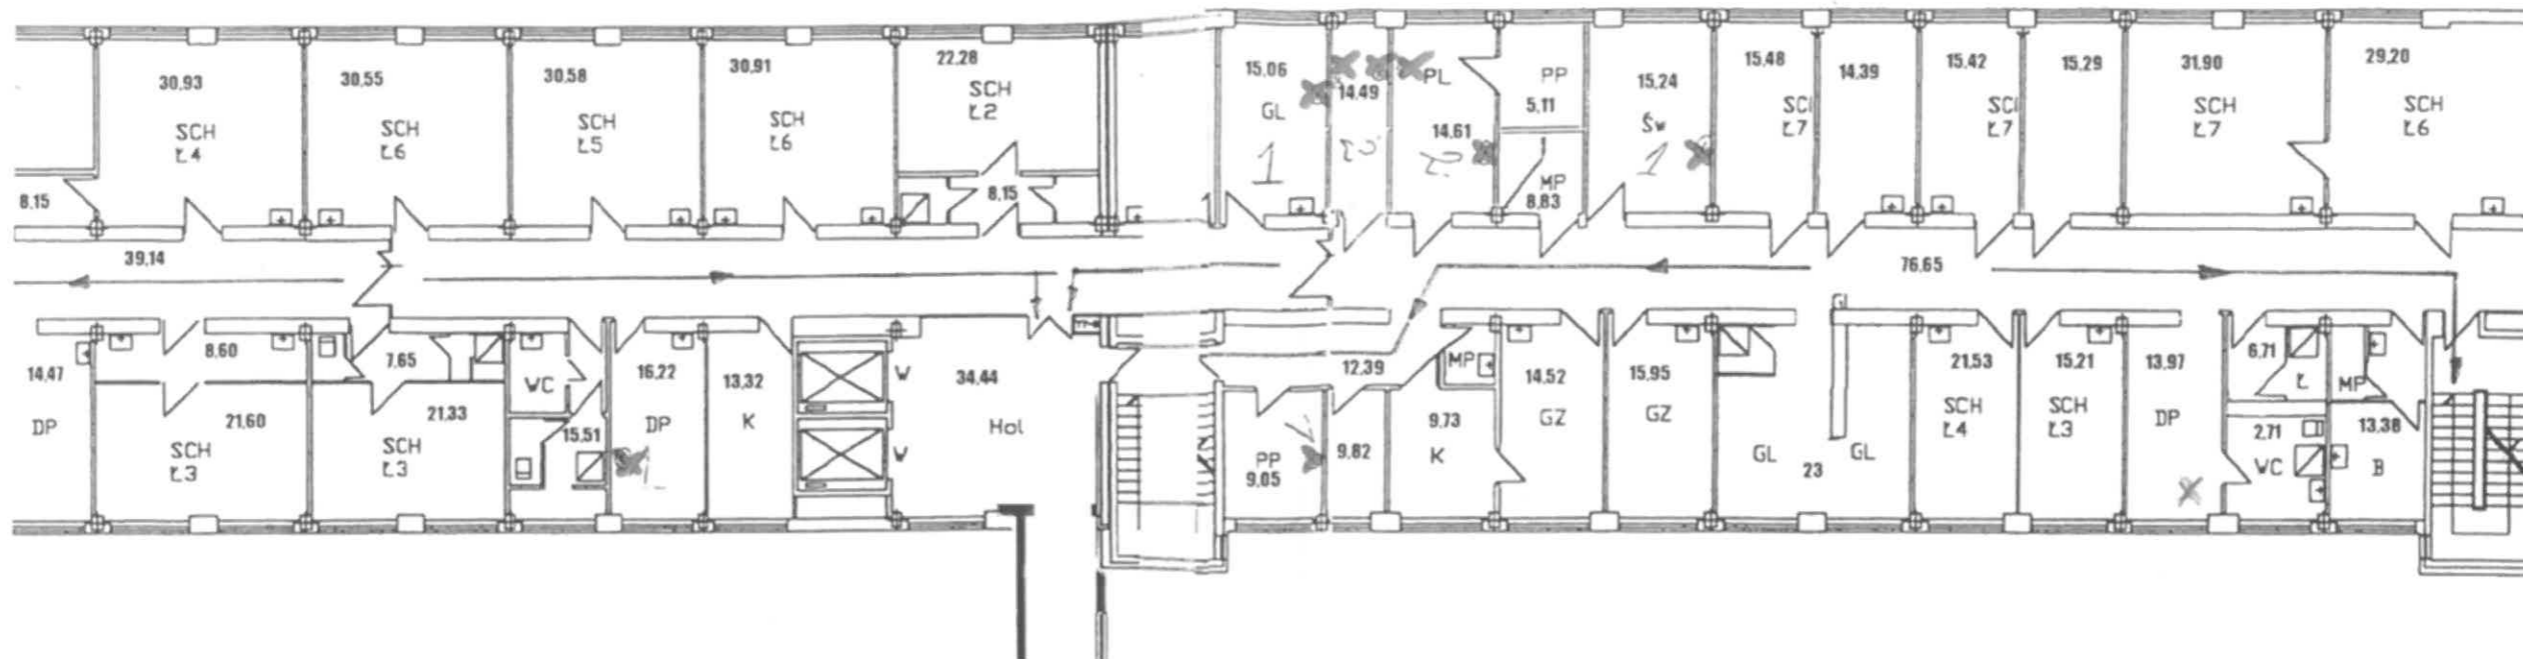 30,93
SCH
Ł4
30,55
SCH
Ł6
30,58
SCH
Ł5
30,91
SCH
Ł6
22,28
SCH
Ł2
8,15
8,15
15,06
GL
1
14,49
PL
14,61
2
PP
5,11
MP
8,83
15,24
Św
1
15,48
SCH
Ł7
14,39
15,42
SCH
Ł7
15,29
31,90
SCH
Ł7
29,20
SCH
Ł6
39,14
76,65
14,47
DP
8,60
21,60
SCH
Ł3
7,65
21,33
SCH
Ł3
WC
15,51
16,22
DP
13,32
K
W
W
34,44
Hol
12,39
PP
9,05
9,82
MP
9,73
K
14,52
GZ
15,95
GZ
GL
23
GL
21,53
SCH
Ł4
15,21
SCH
Ł3
13,97
DP
6,71
Ł
MP
2,71
WC
13,38
B